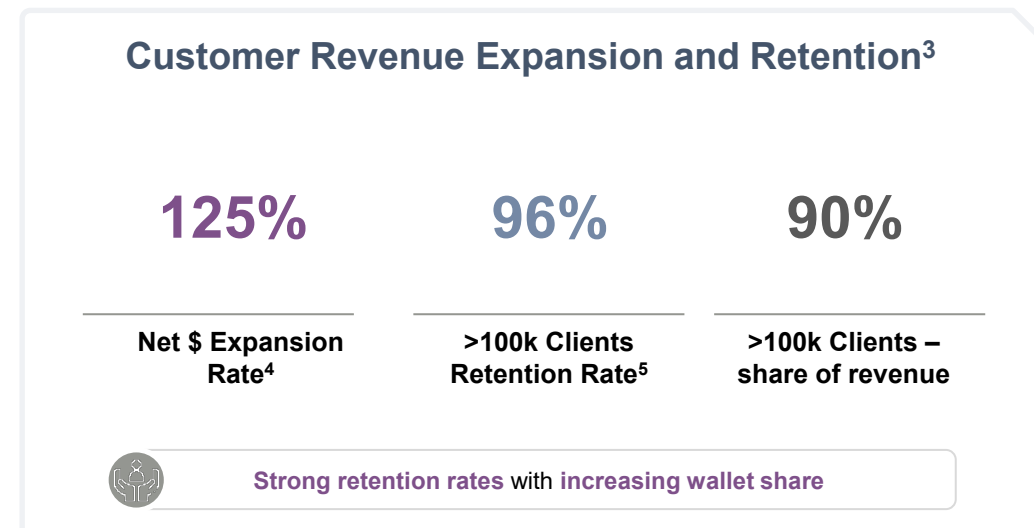 Customer Revenue Expansion and Retention³
125% 96% 90%
Net $ Expansion Rate⁴
>100k Clients Retention Rate⁵
>100k Clients – share of revenue
Strong retention rates with increasing wallet share